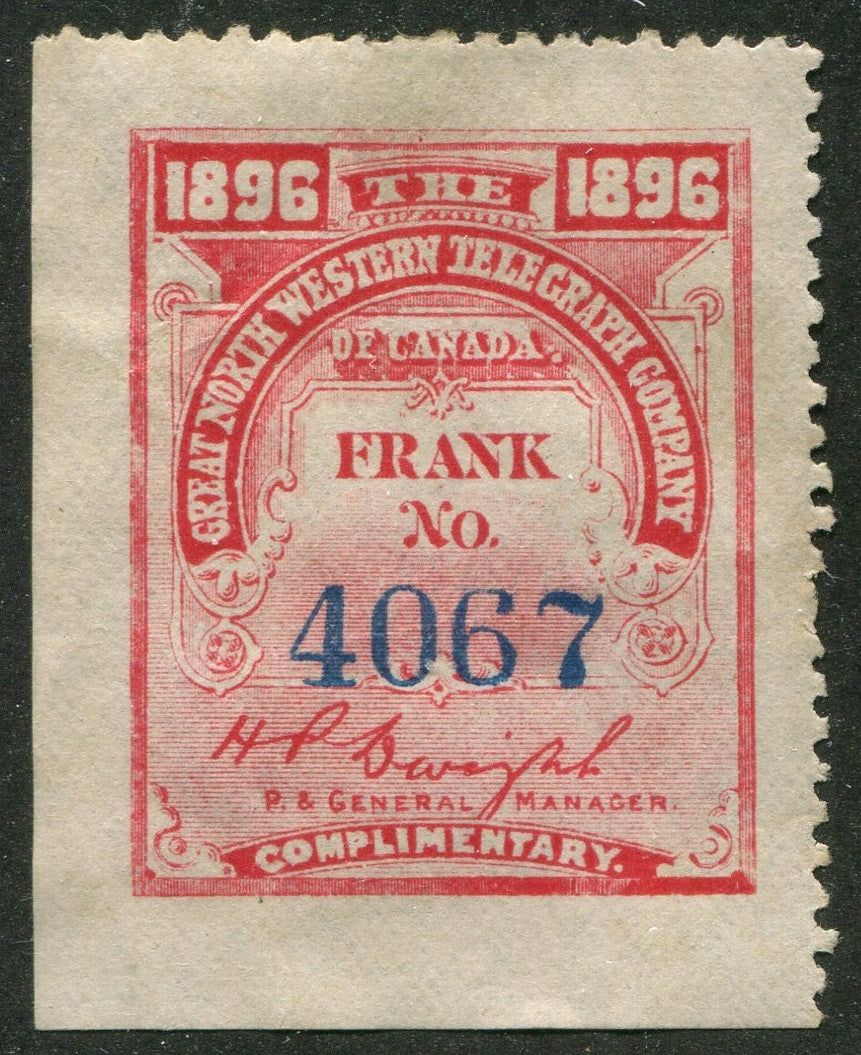 1896 THE 1896
GREAT NORTH WESTERN TELEGRAPH COMPANY
OF CANADA.
FRANK
NO.
4067
H P Dwight
P. & GENERAL MANAGER.
COMPLIMENTARY.